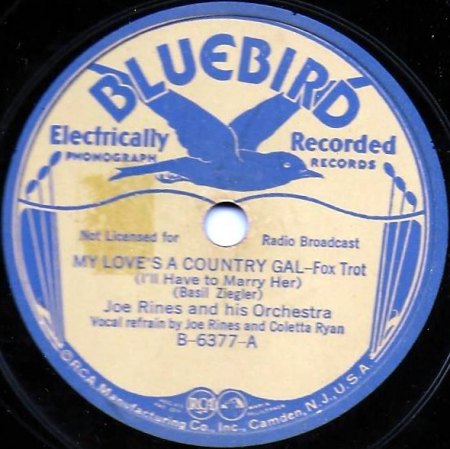 BLUEBIRD
Electrically Recorded
PHONOGRAPH RECORDS
Not Licensed for Radio Broadcast
MY LOVE'S A COUNTRY GAL-Fox Trot
(I'll Have to Marry Her)
(Basil Ziegler)
Joe Rines and his Orchestra
Vocal refrain by Joe Rines and Coletta Ryan
B-6377-A
RCA
©RCA Manufacturing Co., Inc., Camden, N.J., U.S.A.